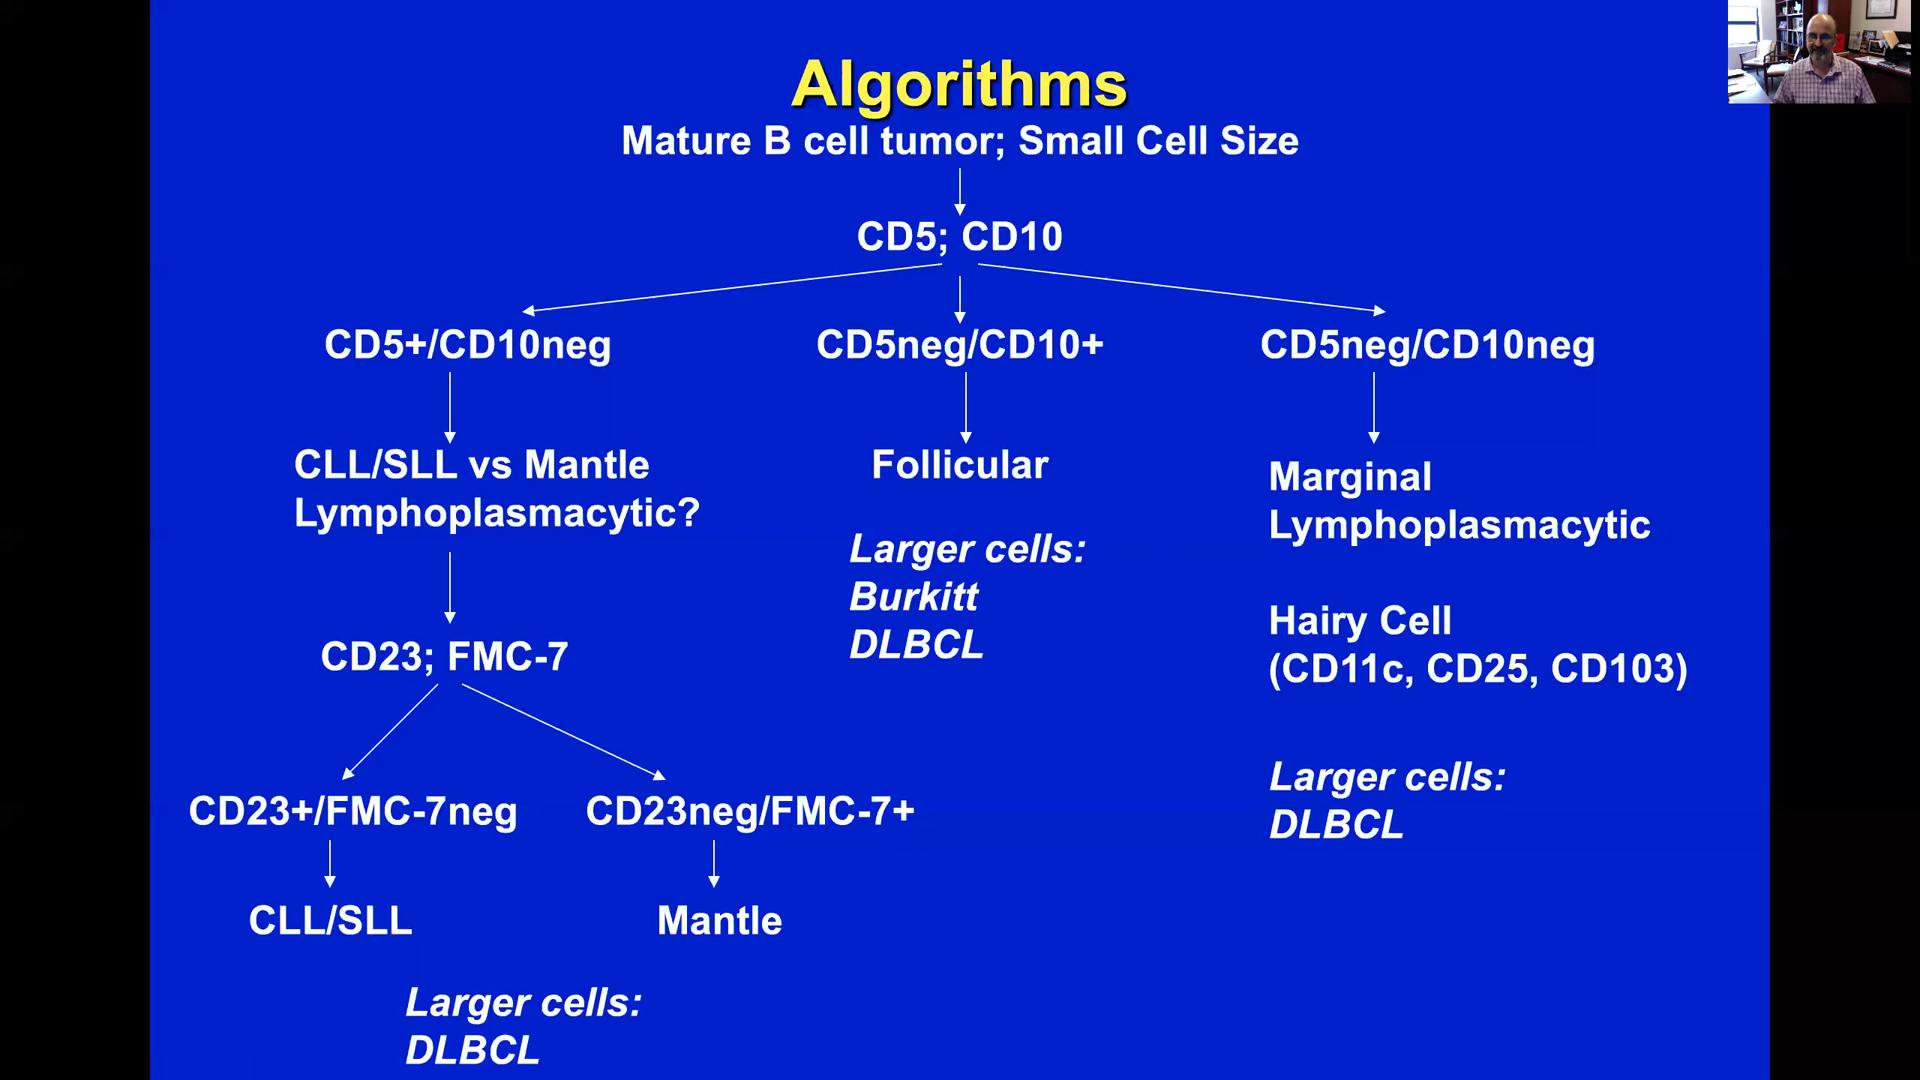 Algorithms
Mature B cell tumor; Small Cell Size
CD5; CD10
CD5+/CD10neg
CD5neg/CD10+
CD5neg/CD10neg
CLL/SLL vs Mantle
Lymphoplasmacytic?
Follicular
Larger cells:
Burkitt
DLBCL
Marginal
Lymphoplasmacytic
Hairy Cell
(CD11c, CD25, CD103)
Larger cells:
DLBCL
CD23; FMC-7
CD23+/FMC-7neg
CD23neg/FMC-7+
CLL/SLL
Mantle
Larger cells:
DLBCL